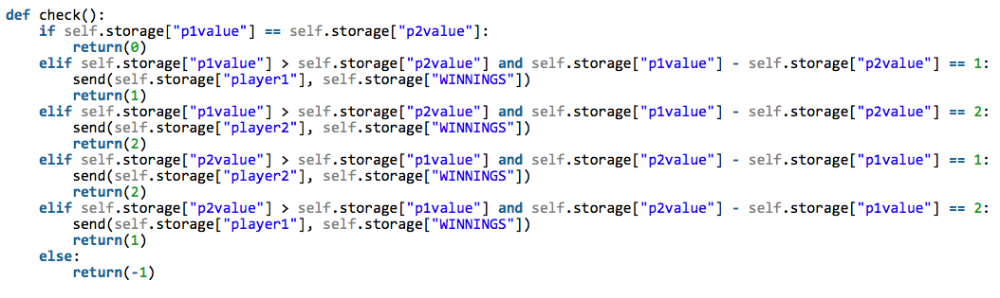 def check():
    if self.storage["p1value"] == self.storage["p2value"]:
        return(0)
    elif self.storage["p1value"] > self.storage["p2value"] and self.storage["p1value"] - self.storage["p2value"] == 1:
        send(self.storage["player1"], self.storage["WINNINGS"])
        return(1)
    elif self.storage["p1value"] > self.storage["p2value"] and self.storage["p1value"] - self.storage["p2value"] == 2:
        send(self.storage["player2"], self.storage["WINNINGS"])
        return(2)
    elif self.storage["p2value"] > self.storage["p1value"] and self.storage["p2value"] - self.storage["p1value"] == 1:
        send(self.storage["player2"], self.storage["WINNINGS"])
        return(2)
    elif self.storage["p2value"] > self.storage["p1value"] and self.storage["p2value"] - self.storage["p1value"] == 2:
        send(self.storage["player1"], self.storage["WINNINGS"])
        return(1)
    else:
        return(-1)